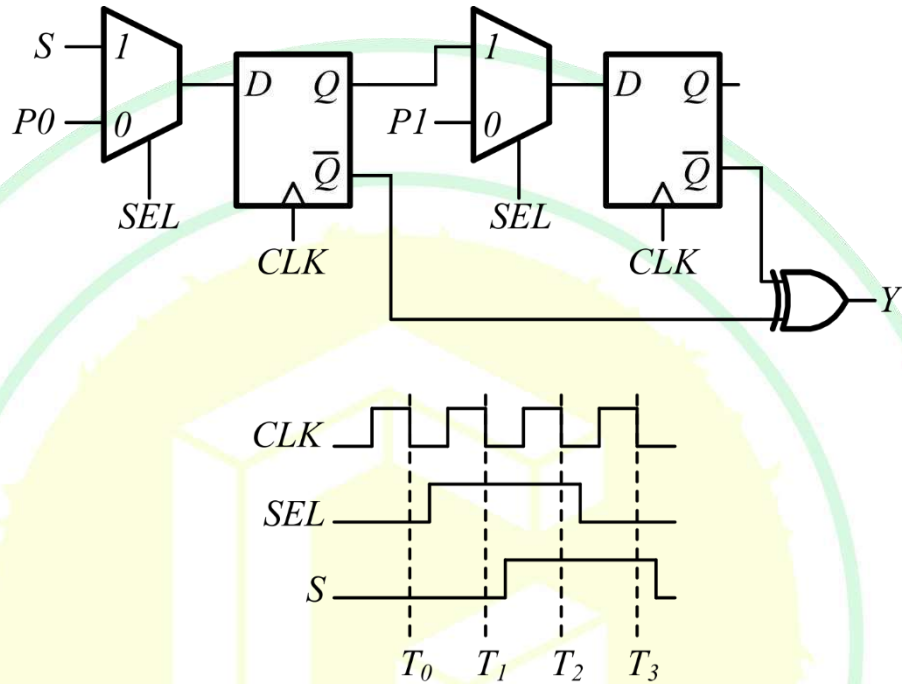 S 1
P0 0
SEL
D Q
Q̅
CLK
1
P1 0
SEL
D Q
Q̅
CLK
Y
CLK
SEL
S
T₀ T₁ T₂ T₃